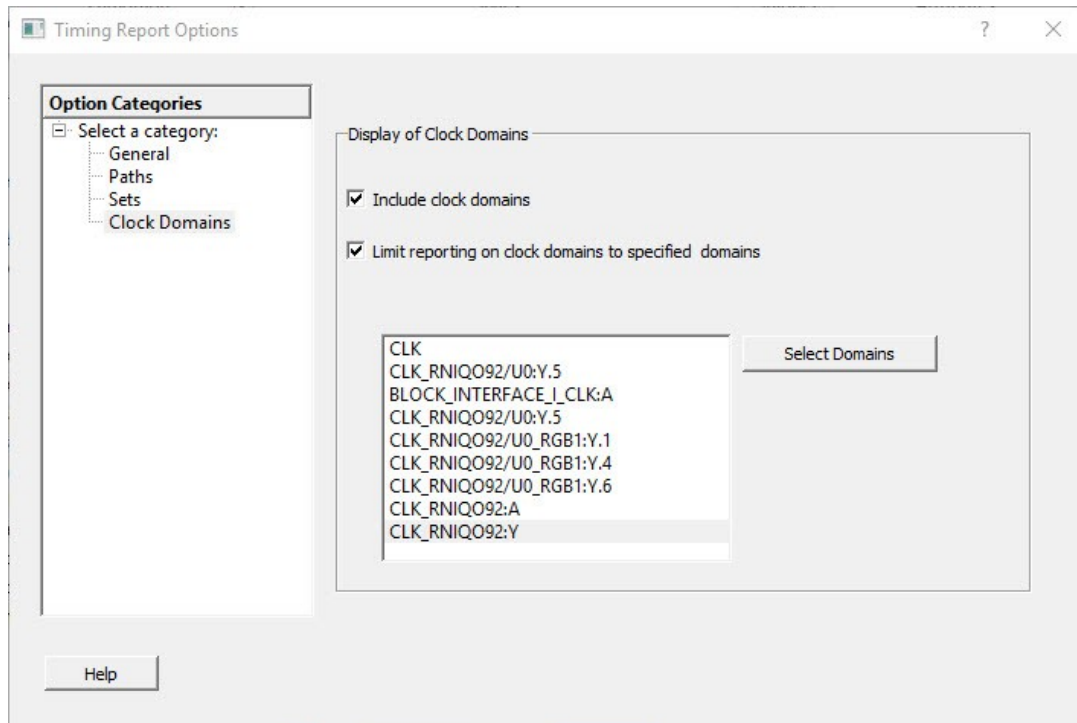 Timing Report Options
Option Categories
Select a category:
General
Paths
Sets
Clock Domains
Display of Clock Domains
Include clock domains
Limit reporting on clock domains to specified domains
CLK
CLK_RNIQO92/U0:Y.5
BLOCK_INTERFACE_I_CLK:A
CLK_RNIQO92/U0:Y.5
CLK_RNIQO92/U0_RGB1:Y.1
CLK_RNIQO92/U0_RGB1:Y.4
CLK_RNIQO92/U0_RGB1:Y.6
CLK_RNIQO92:A
CLK_RNIQO92:Y
Select Domains
Help